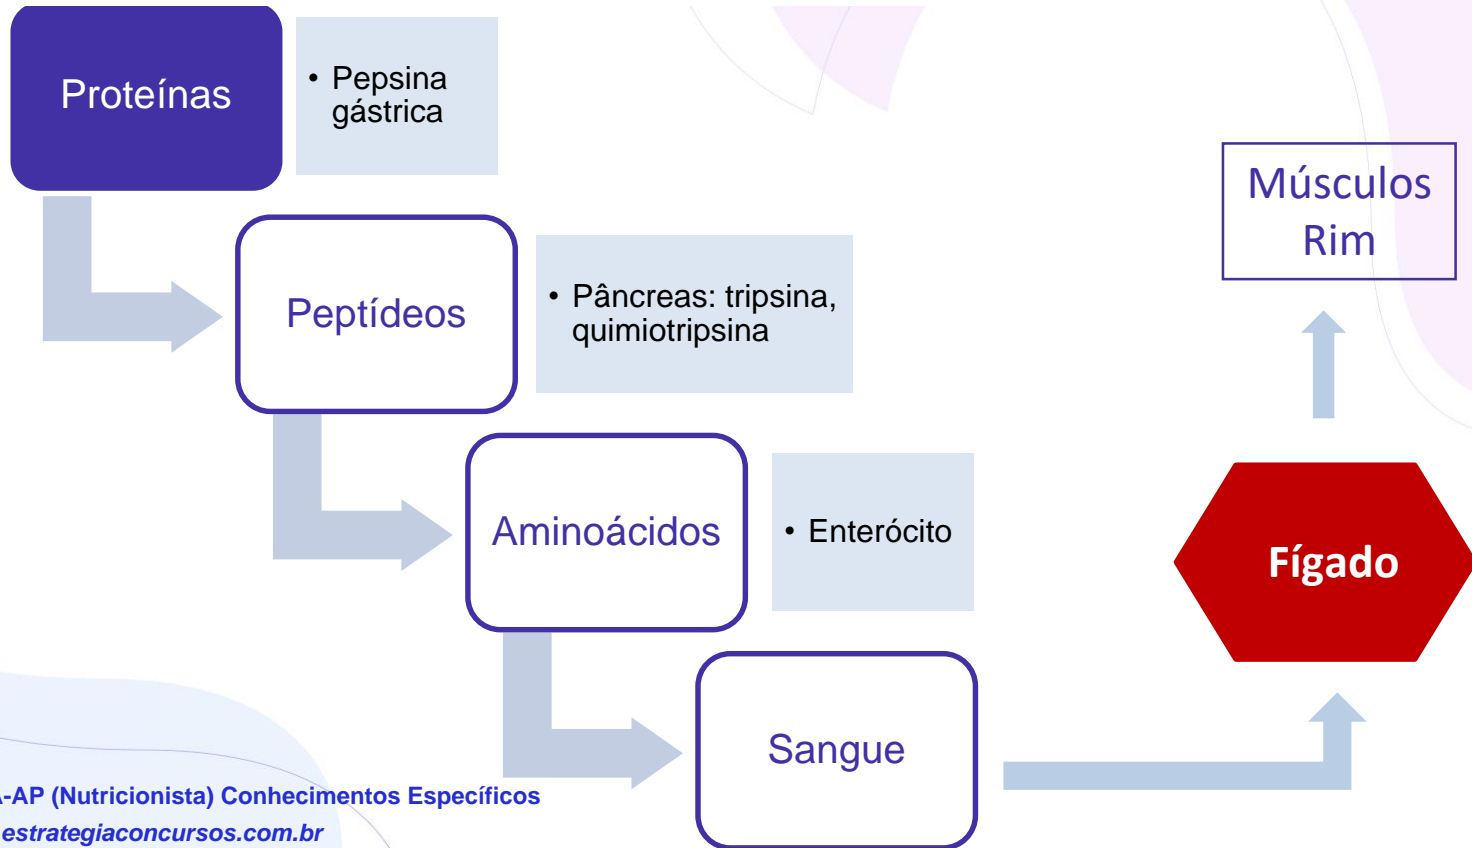 Proteínas
• Pepsina
gástrica
Peptídeos
• Pâncreas: tripsina,
quimiotripsina
Aminoácidos
• Enterócito
Sangue
Fígado
Músculos
Rim
-AP (Nutricionista) Conhecimentos Específicos
estrategiaconcursos.com.br